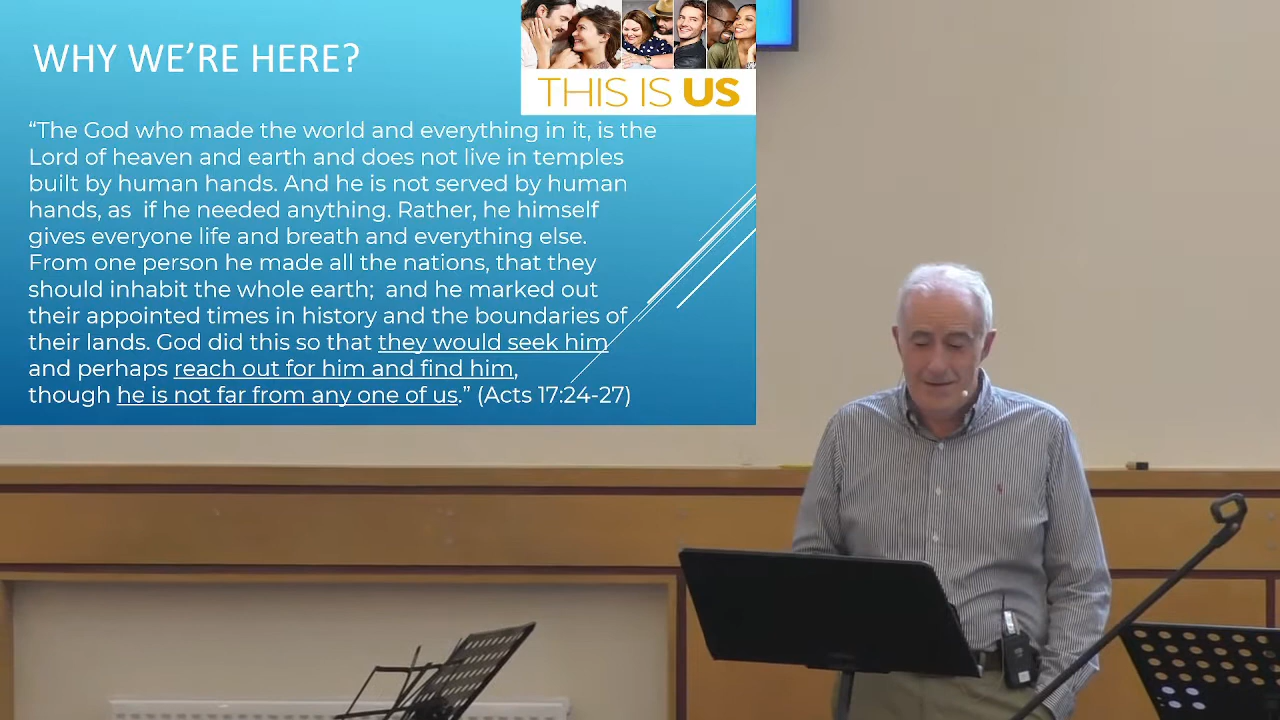 WHY WE'RE HERE?
THIS IS US
“The God who made the world and everything in it, is the
Lord of heaven and earth and does not live in temples
built by human hands. And he is not served by human
hands, as  if he needed anything. Rather, he himself
gives everyone life and breath and everything else.
From one person he made all the nations, that they
should inhabit the whole earth;  and he marked out
their appointed times in history and the boundaries of
their lands. God did this so that they would seek him
and perhaps reach out for him and find him,
though he is not far from any one of us.” (Acts 17:24-27)